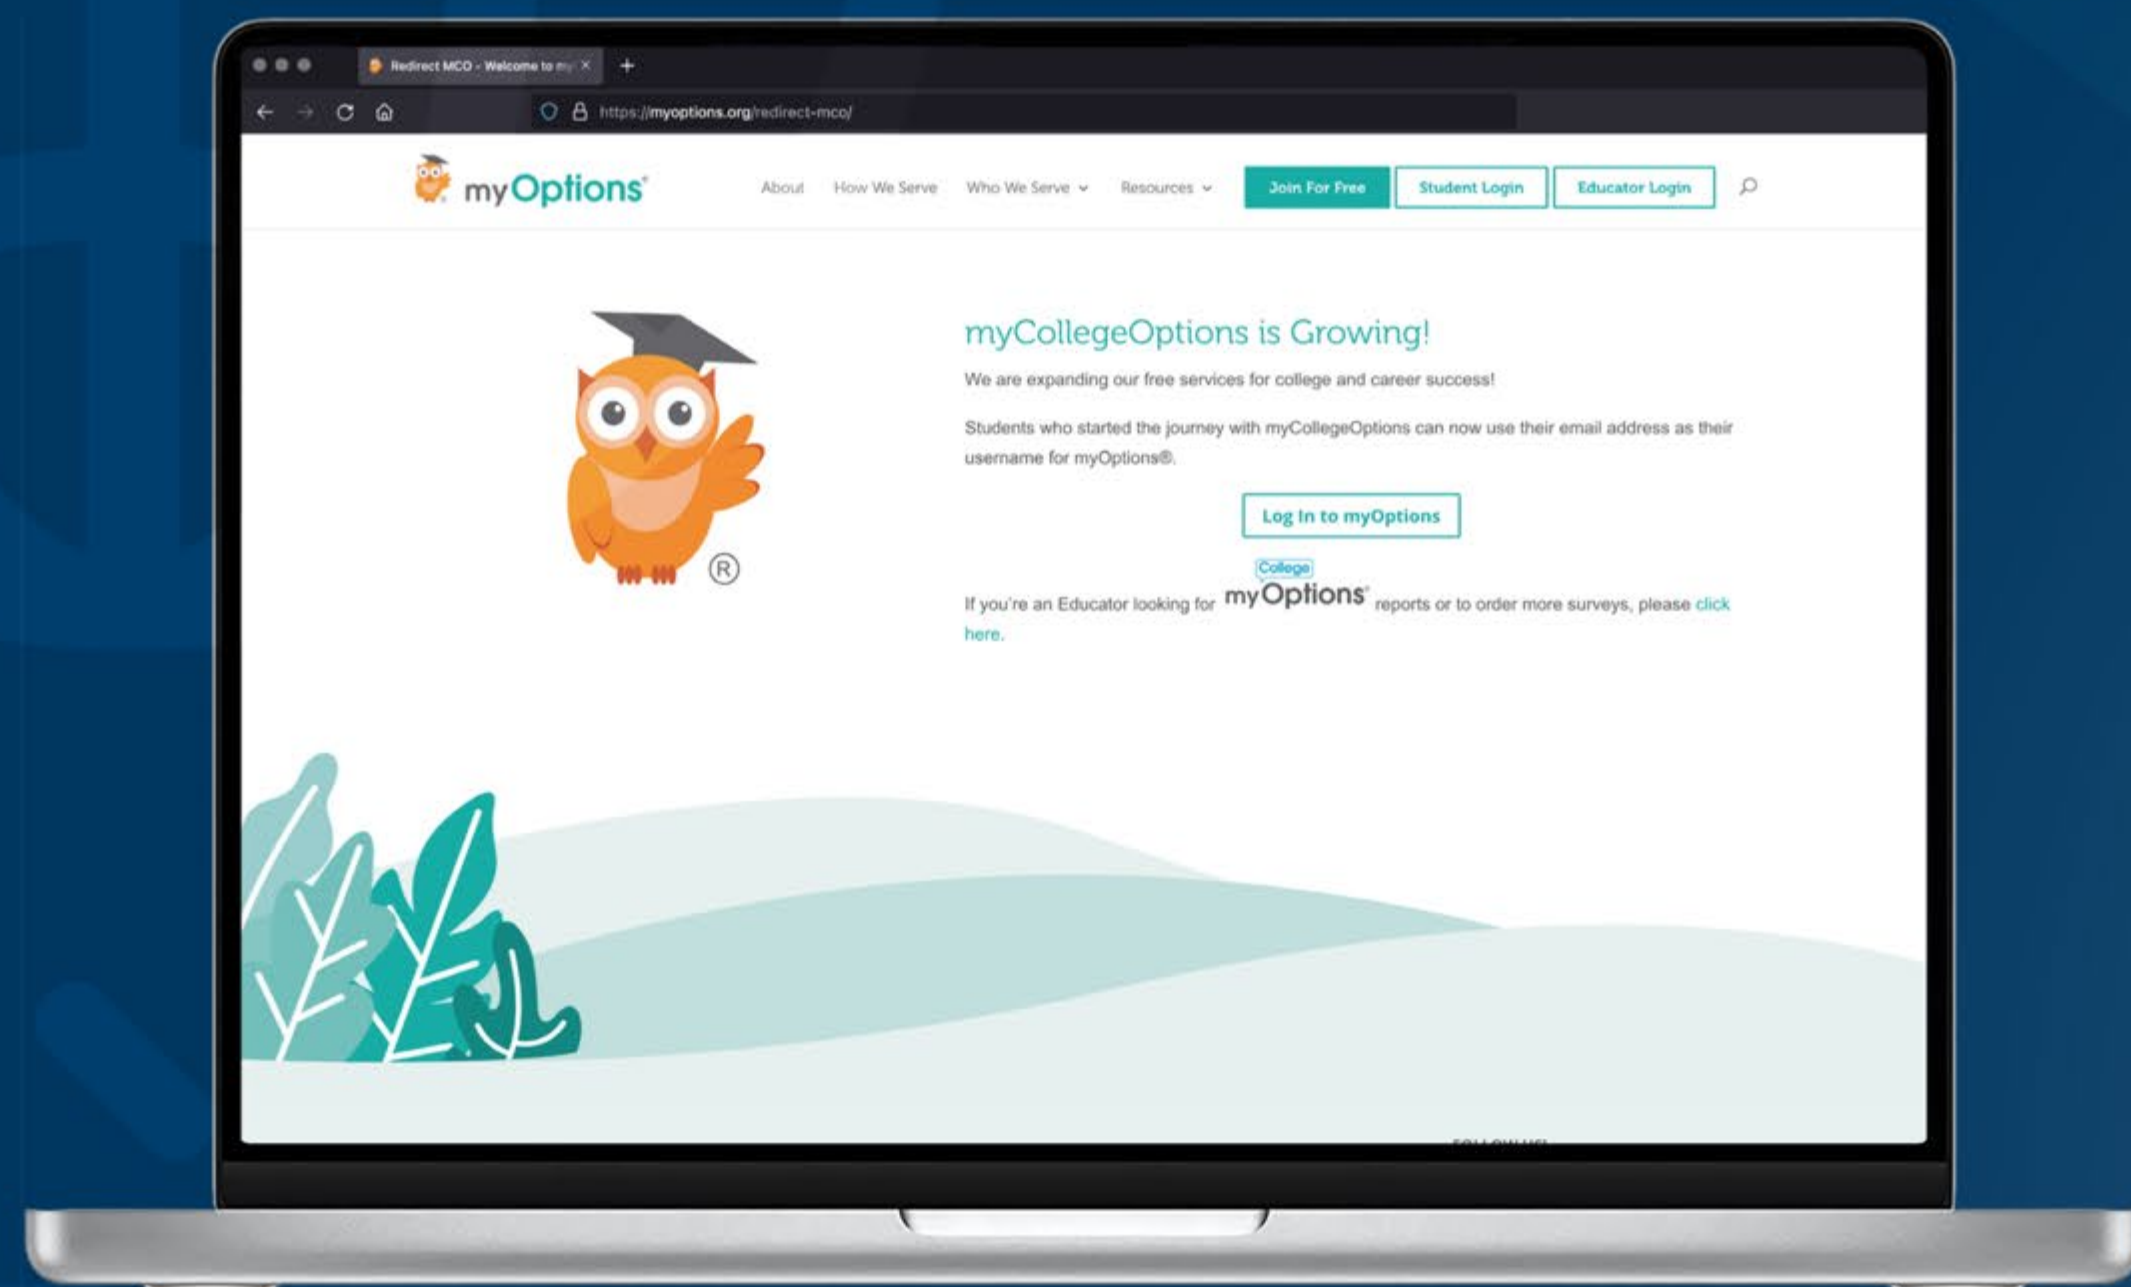 Redirect MCO - Welcome to my
https://myoptions.org/redirect-mco/
myOptions®
About
How We Serve
Who We Serve
Resources
Join For Free
Student Login
Educator Login
myCollegeOptions is Growing!
We are expanding our free services for college and career success!
Students who started the journey with myCollegeOptions can now use their email address as their
username for myOptions®.
Log In to myOptions
®
College
If you're an Educator looking for myOptions® reports or to order more surveys, please click
here.
FOLLOW US!